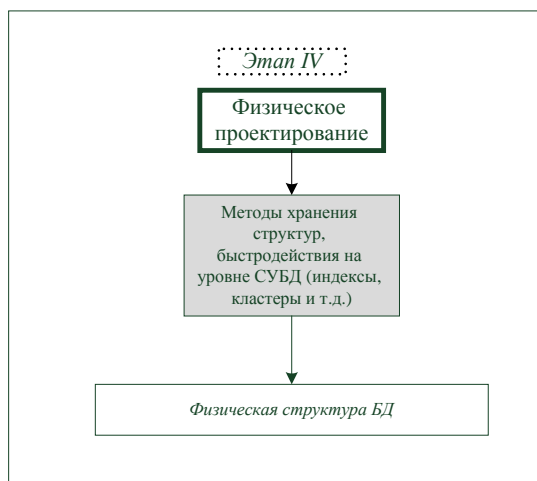 Этап IV
Физическое
проектирование
Методы хранения
структур,
быстродействия на
уровне СУБД (индексы,
кластеры и т.д.)
Физическая структура БД